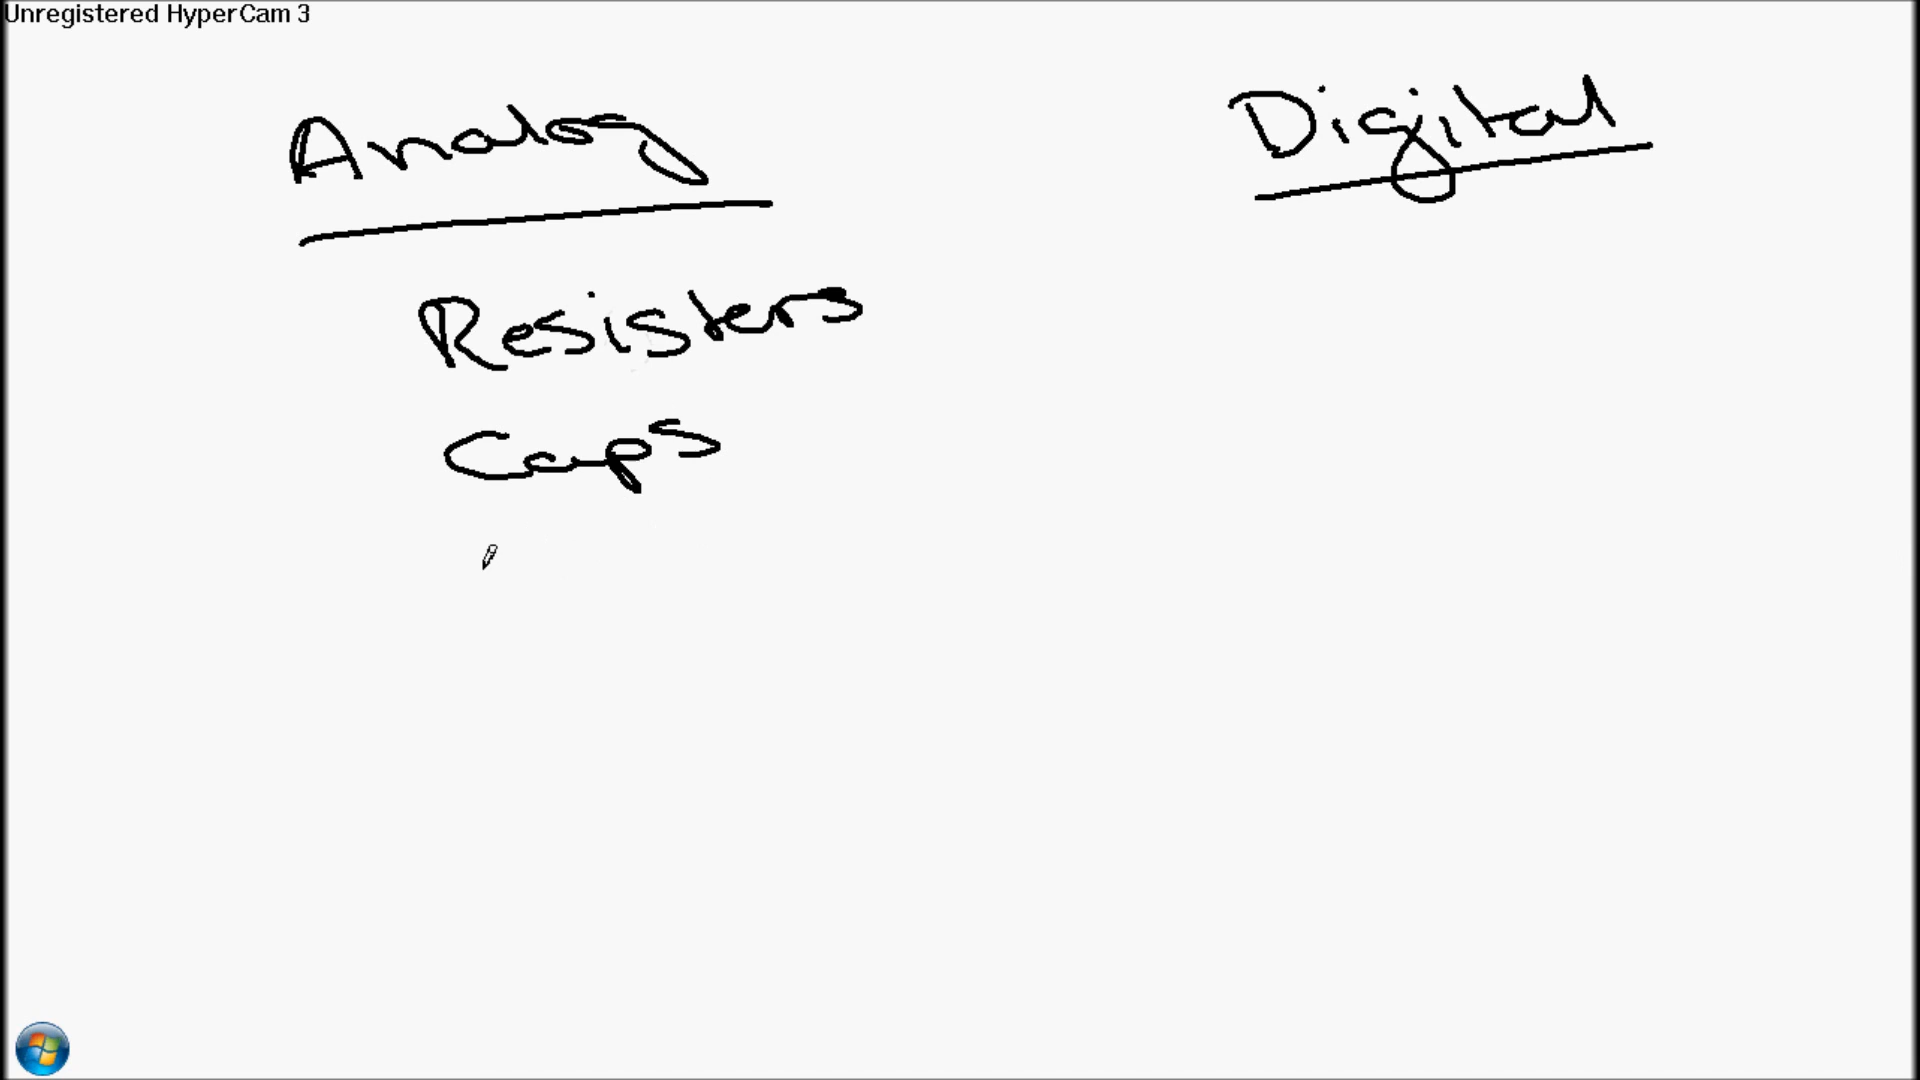 Unregistered HyperCam 3
Analog
Digital
Resisters
Caps